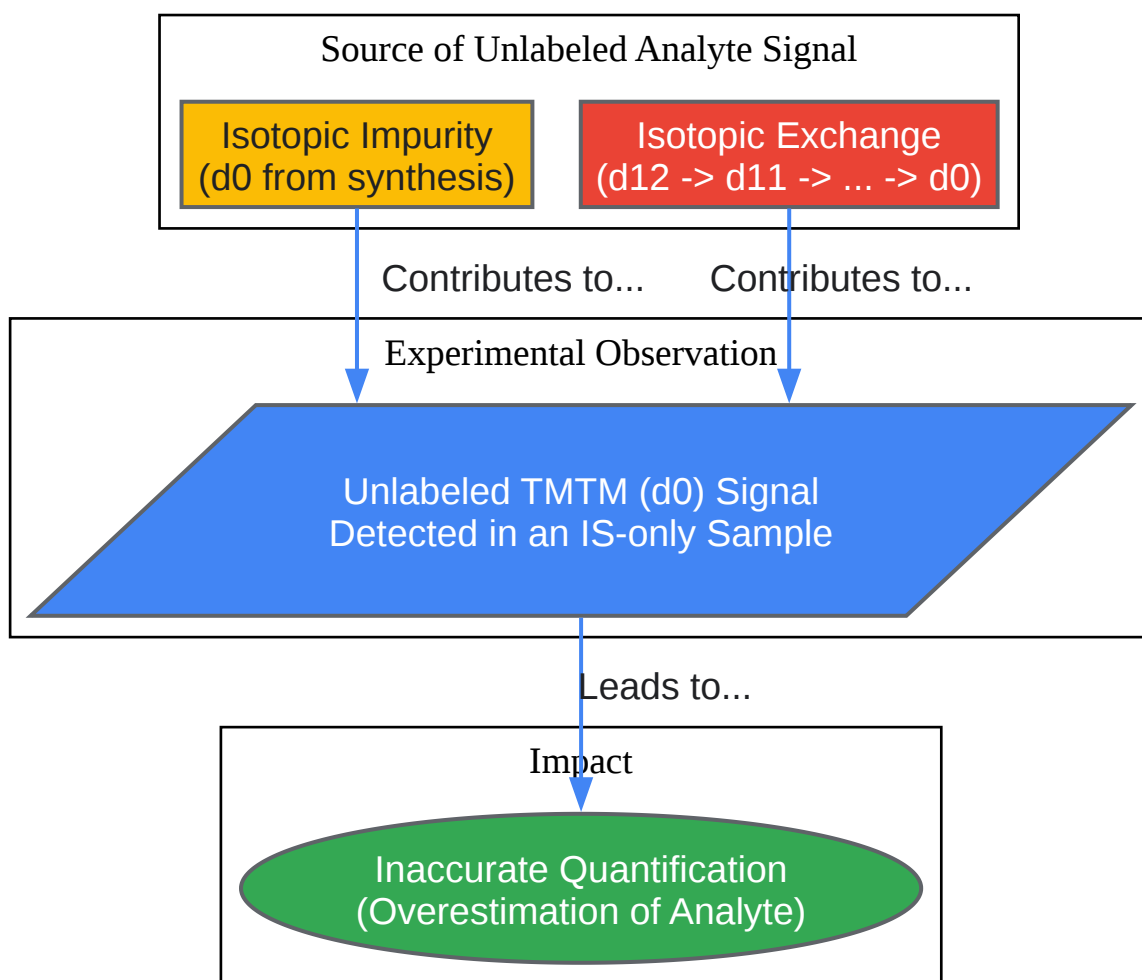 Source of Unlabeled Analyte Signal
Isotopic Impurity
(d0 from synthesis)
Isotopic Exchange
(d12 -> d11 -> ... -> d0)
Contributes to...
Contributes to...
Experimental Observation
Unlabeled TMTM (d0) Signal
Detected in an IS-only Sample
Leads to...
Impact
Inaccurate Quantification
(Overestimation of Analyte)